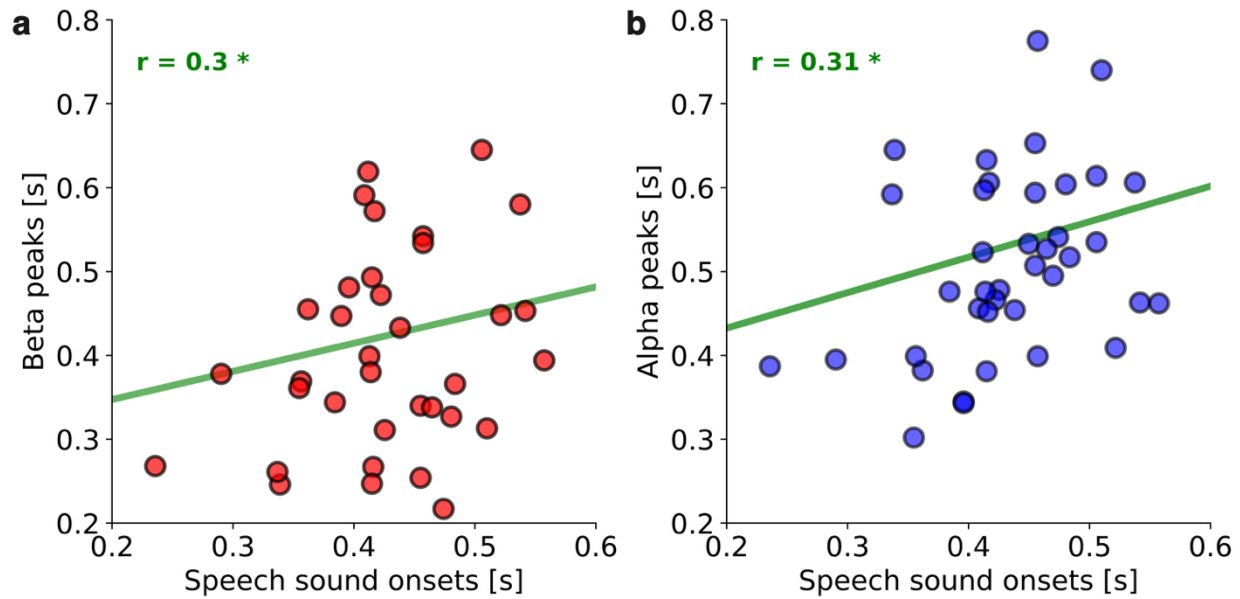 a
r = 0.3 *
0.8
0.7
0.6
0.5
0.4
0.3
0.2
Beta peaks [s]
0.2 0.3 0.4 0.5 0.6
Speech sound onsets [s]
b
r = 0.31 *
0.8
0.7
0.6
0.5
0.4
0.3
0.2
Alpha peaks [s]
0.2 0.3 0.4 0.5 0.6
Speech sound onsets [s]